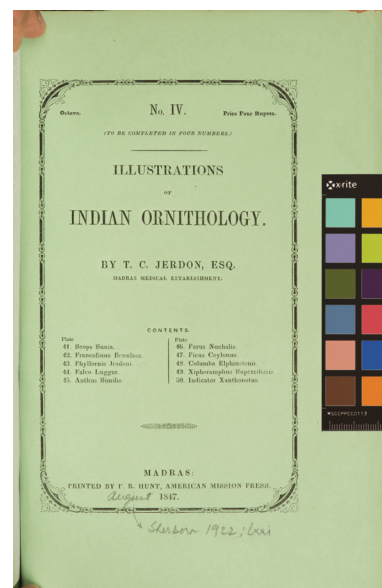 Octavo. No. IV. Price Four Rupees.
(TO BE COMPLETED IN FOUR NUMBERS.)
ILLUSTRATIONS
OF
INDIAN ORNITHOLOGY.
BY T. C. JERDON, ESQ.
MADRAS MEDICAL ESTABLISHMENT.
CONTENTS.
Plate
41. Scops Sunia.
42. Francolinus
43. Phyllornis Jerdoni.
44. Falco Luggur.
45. Anthus Similis.
Plate
46. Parus Nuchalis.
47. Picus Ceylonus.
48. Columba Elphinstonii.
49. Xiphoramphus Superciliaris.
50. Indicator Xanthonotus.
MADRAS:
PRINTED BY P. R. HUNT, AMERICAN MISSION PRESS.
August 1847.
Sherborn 1922; lxxi
x-rite